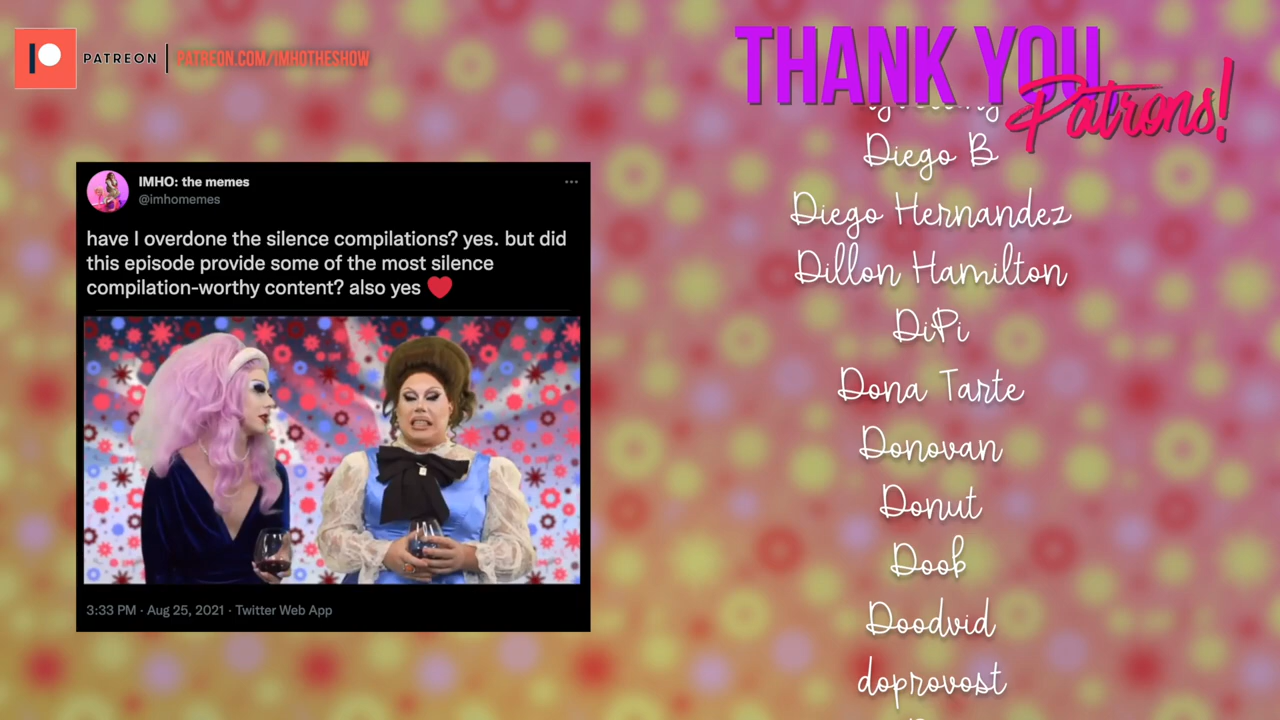 PATREON
PATREON.COM/IMHOTHESHOW
THANK YOU,
Patrons!
IMHO: the memes
@imhomemes
have I overdone the silence compilations? yes. but did
this episode provide some of the most silence
compilation-worthy content? also yes ❤️
3:33 PM · Aug 25, 2021 · Twitter Web App
Diego B
Diego Hernandez
Dillon Hamilton
DiPi
Dona Tarte
Donovan
Donut
Doob
Doodvid
doprovost